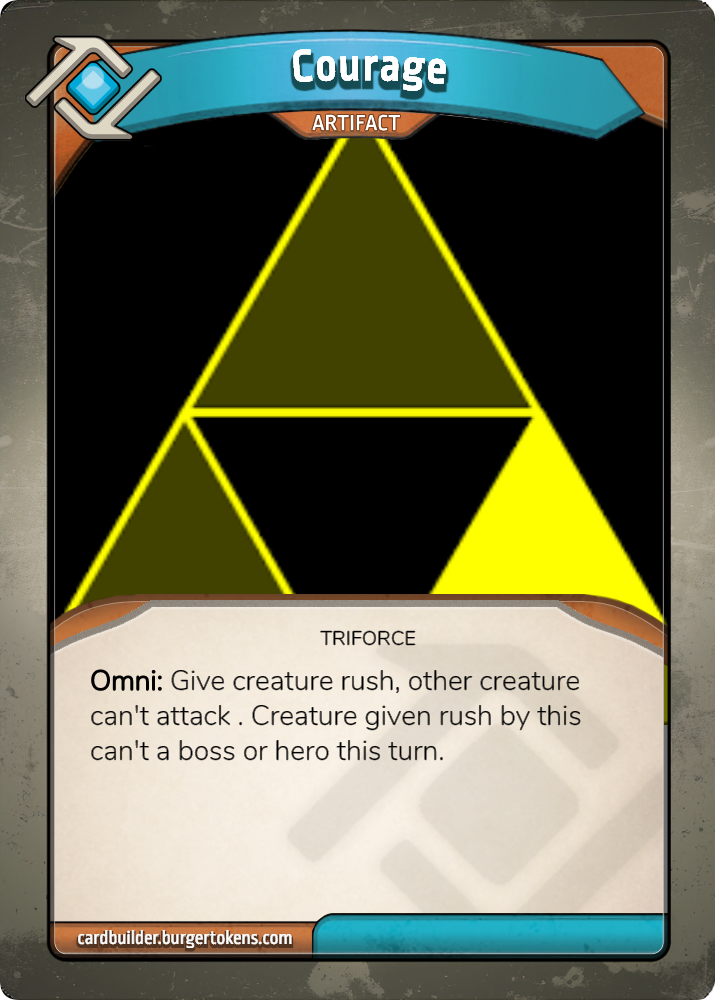 Courage
ARTIFACT
TRIFORCE
Omni: Give creature rush, other creature
can't attack . Creature given rush by this
can't a boss or hero this turn.
cardbuilder.burgertokens.com